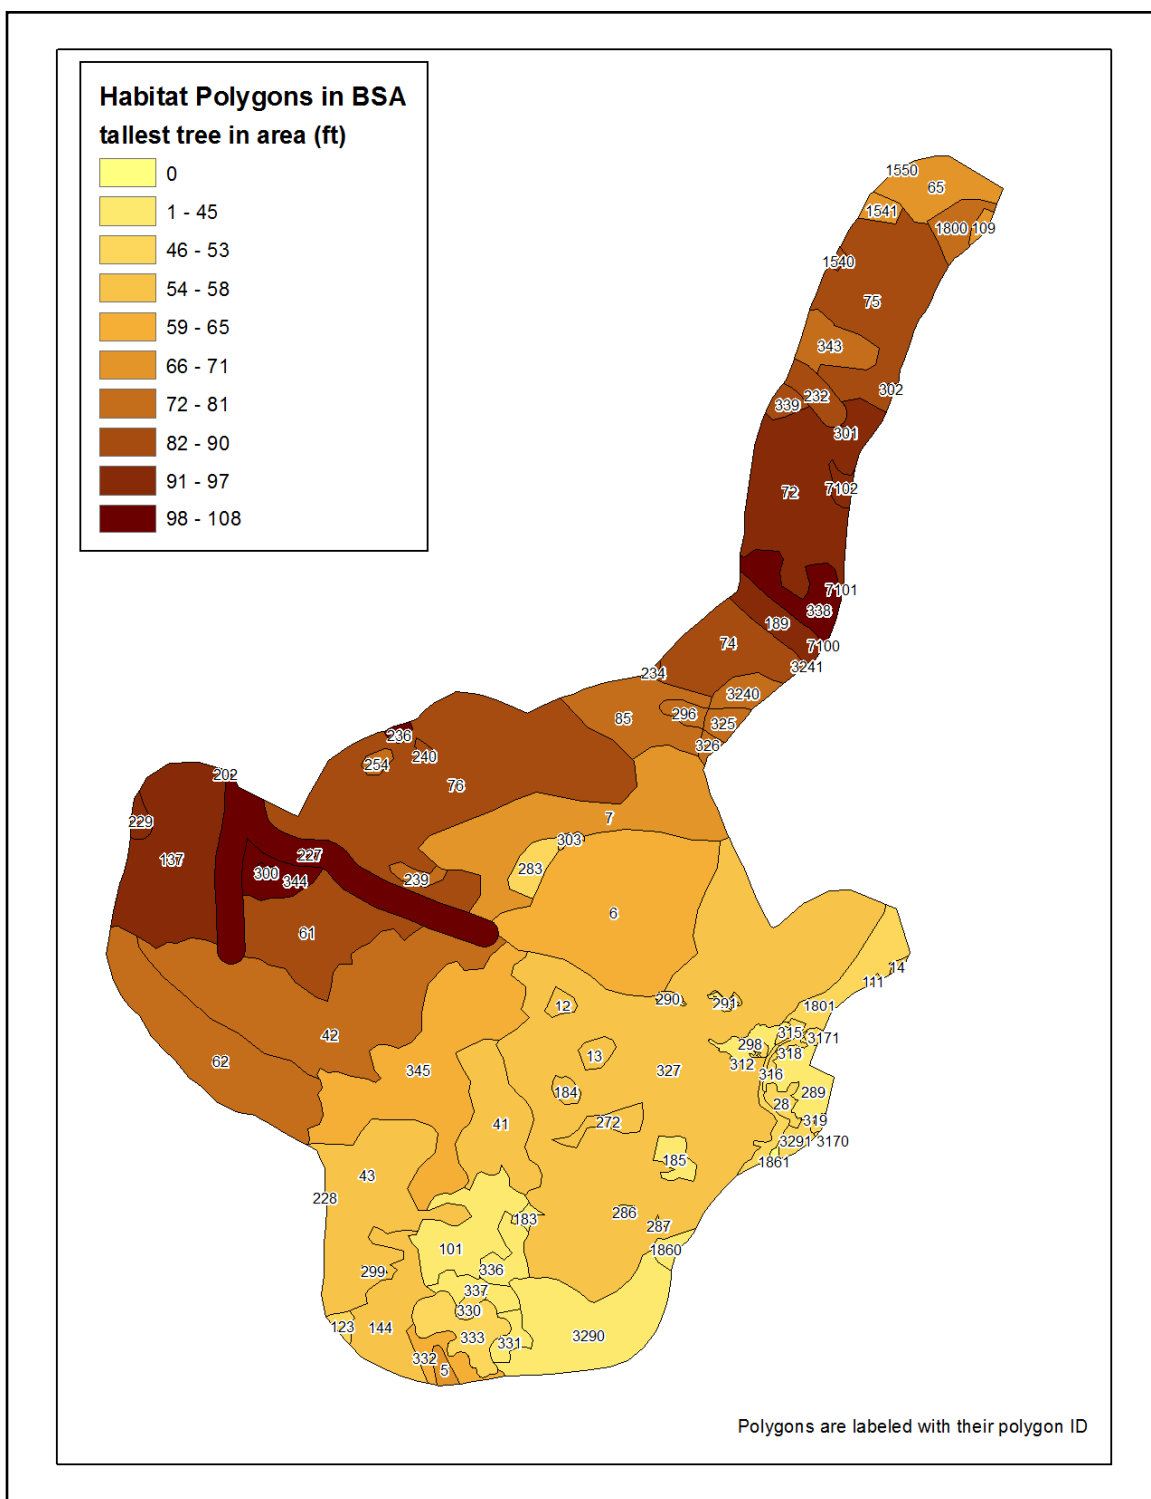 Habitat Polygons in BSA
tallest tree in area (ft)
0
1 - 45
46 - 53
54 - 58
59 - 65
66 - 71
72 - 81
82 - 90
91 - 97
98 - 108
1550
65
1541
1800 109
1540
75
343
302
232
339
301
72 7102
7101
338
189
74 7100
3241
234
3240
85 296 325
236 326
240
254
202 76
229 7
303
137 227
283
300 344
239
6
61
14
111
12 290 291 1801
42 315 3171
298
13 318
62 312
345 327 316
184 289
28
41 272 319
3291 3170
185 1861
43
228
183 286
287
101 1860
336
299
337
330
123 144 333 331 3290
332
5
Polygons are labeled with their polygon ID